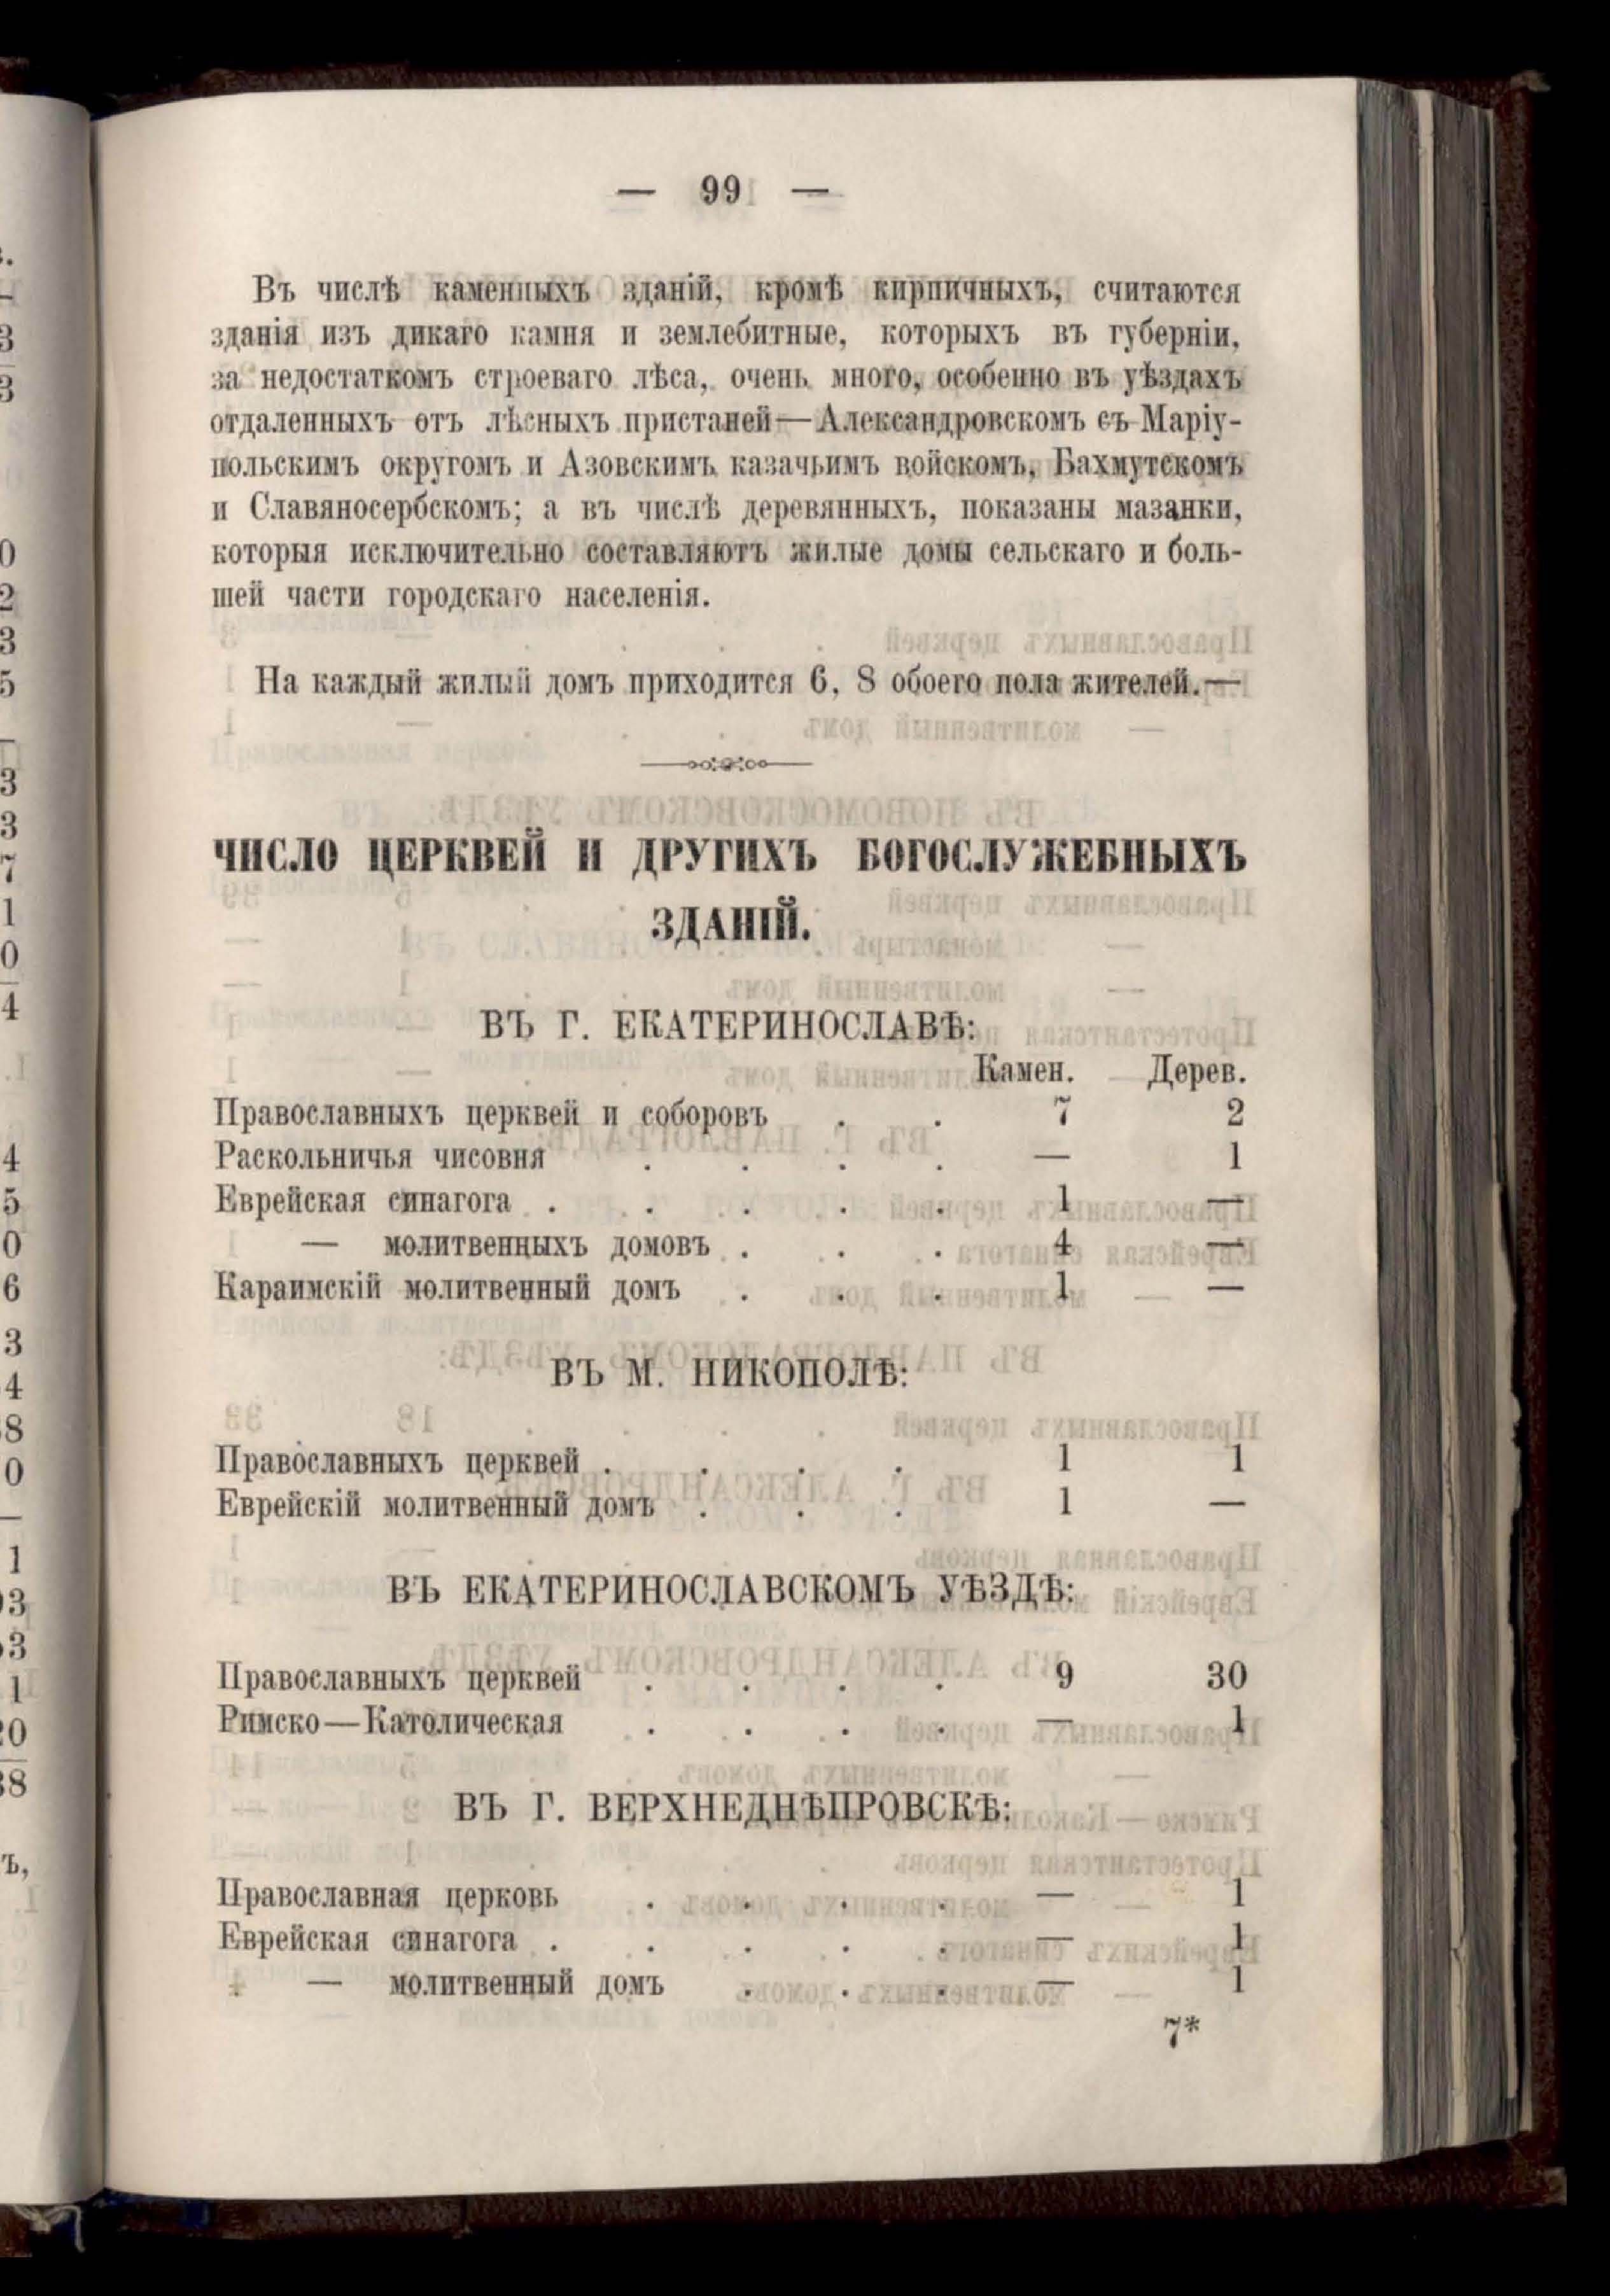 — 99 —
Въ числѣ каменныхъ зданій, кромѣ кирпичныхъ, считаются
зданія изъ дикаго камня и землебитные, которыхъ въ губерніи,
за недостаткомъ строеваго лѣса, очень много, особенно въ уѣздахъ
отдаленныхъ отъ лѣсныхъ пристаней—Александровскомъ съ Маріу-
польскимъ округомъ и Азовскимъ казачьимъ войскомъ, Бахмутскомъ
и Славяносербскомъ; а въ числѣ деревянныхъ, показаны мазанки,
которыя исключительно составляютъ жилые домы сельскаго и боль-
шей части городскаго населенія.
На каждый жилый домъ приходится 6, 8 обоего пола жителей.—
ЧИСЛО ЦЕРКВЕЙ И ДРУГИХЪ БОГОСЛУЖЕБНЫХЪ
ЗДАНІЙ.
ВЪ Г. ЕКАТЕРИНОСЛАВѢ:
Камен. Дерев.
Православныхъ церквей и соборовъ . . 7 2
Раскольничья чисовня . . . . — 1
Еврейская синагога . . . . . 1 —
— молитвенныхъ домовъ . . . 4 —
Караимскій молитвенный домъ . . . 1 —
ВЪ М. НИКОПОЛѢ:
Православныхъ церквей . . . . 1 1
Еврейскій молитвенный домъ . . . 1 —
ВЪ ЕКАТЕРИНОСЛАВСКОМЪ УѢЗДѢ:
Православныхъ церквей . . . . 9 30
Римско—Католическая . . . . — 1
ВЪ Г. ВЕРХНЕДНѢПРОВСКѢ:
Православная церковь . . . . — 1
Еврейская синагога . . . . . — 1
— молитвенный домъ . . . — 1
7*